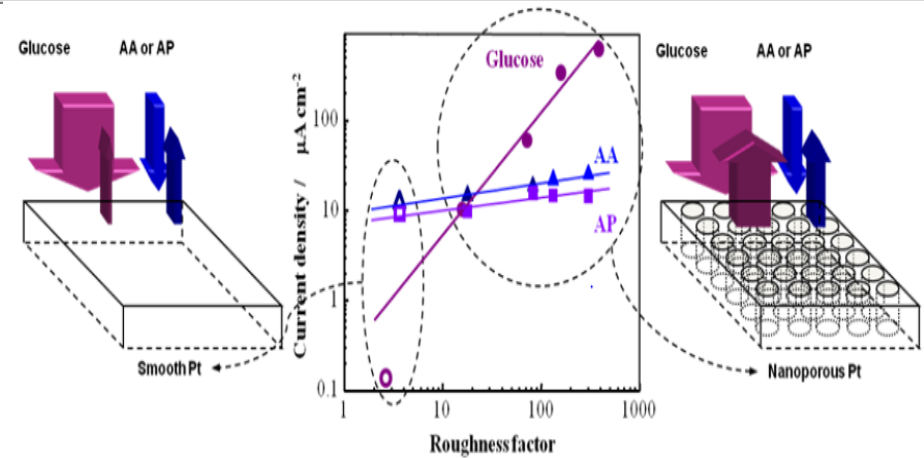 Glucose
AA or AP
Smooth Pt
Current density / µA cm-2
100
10
1
0.1
1
10
100
1000
Roughness factor
Glucose
AA
AP
Glucose
AA or AP
Nanoporous Pt